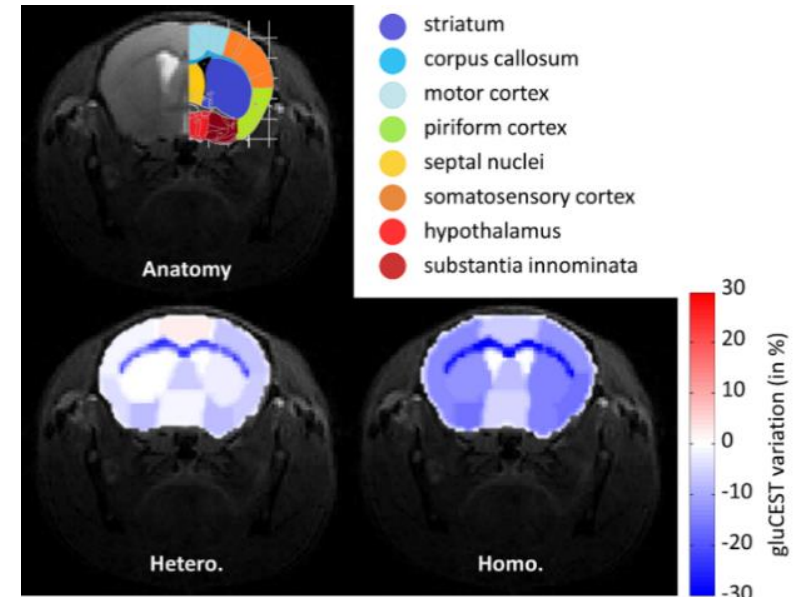 striatum
corpus callosum
motor cortex
piriform cortex
septal nuclei
somatosensory cortex
hypothalamus
substantia innominata
Anatomy
30
20
10
0
-10
-20
-30
gluCEST variation (in %)
Hetero.
Homo.